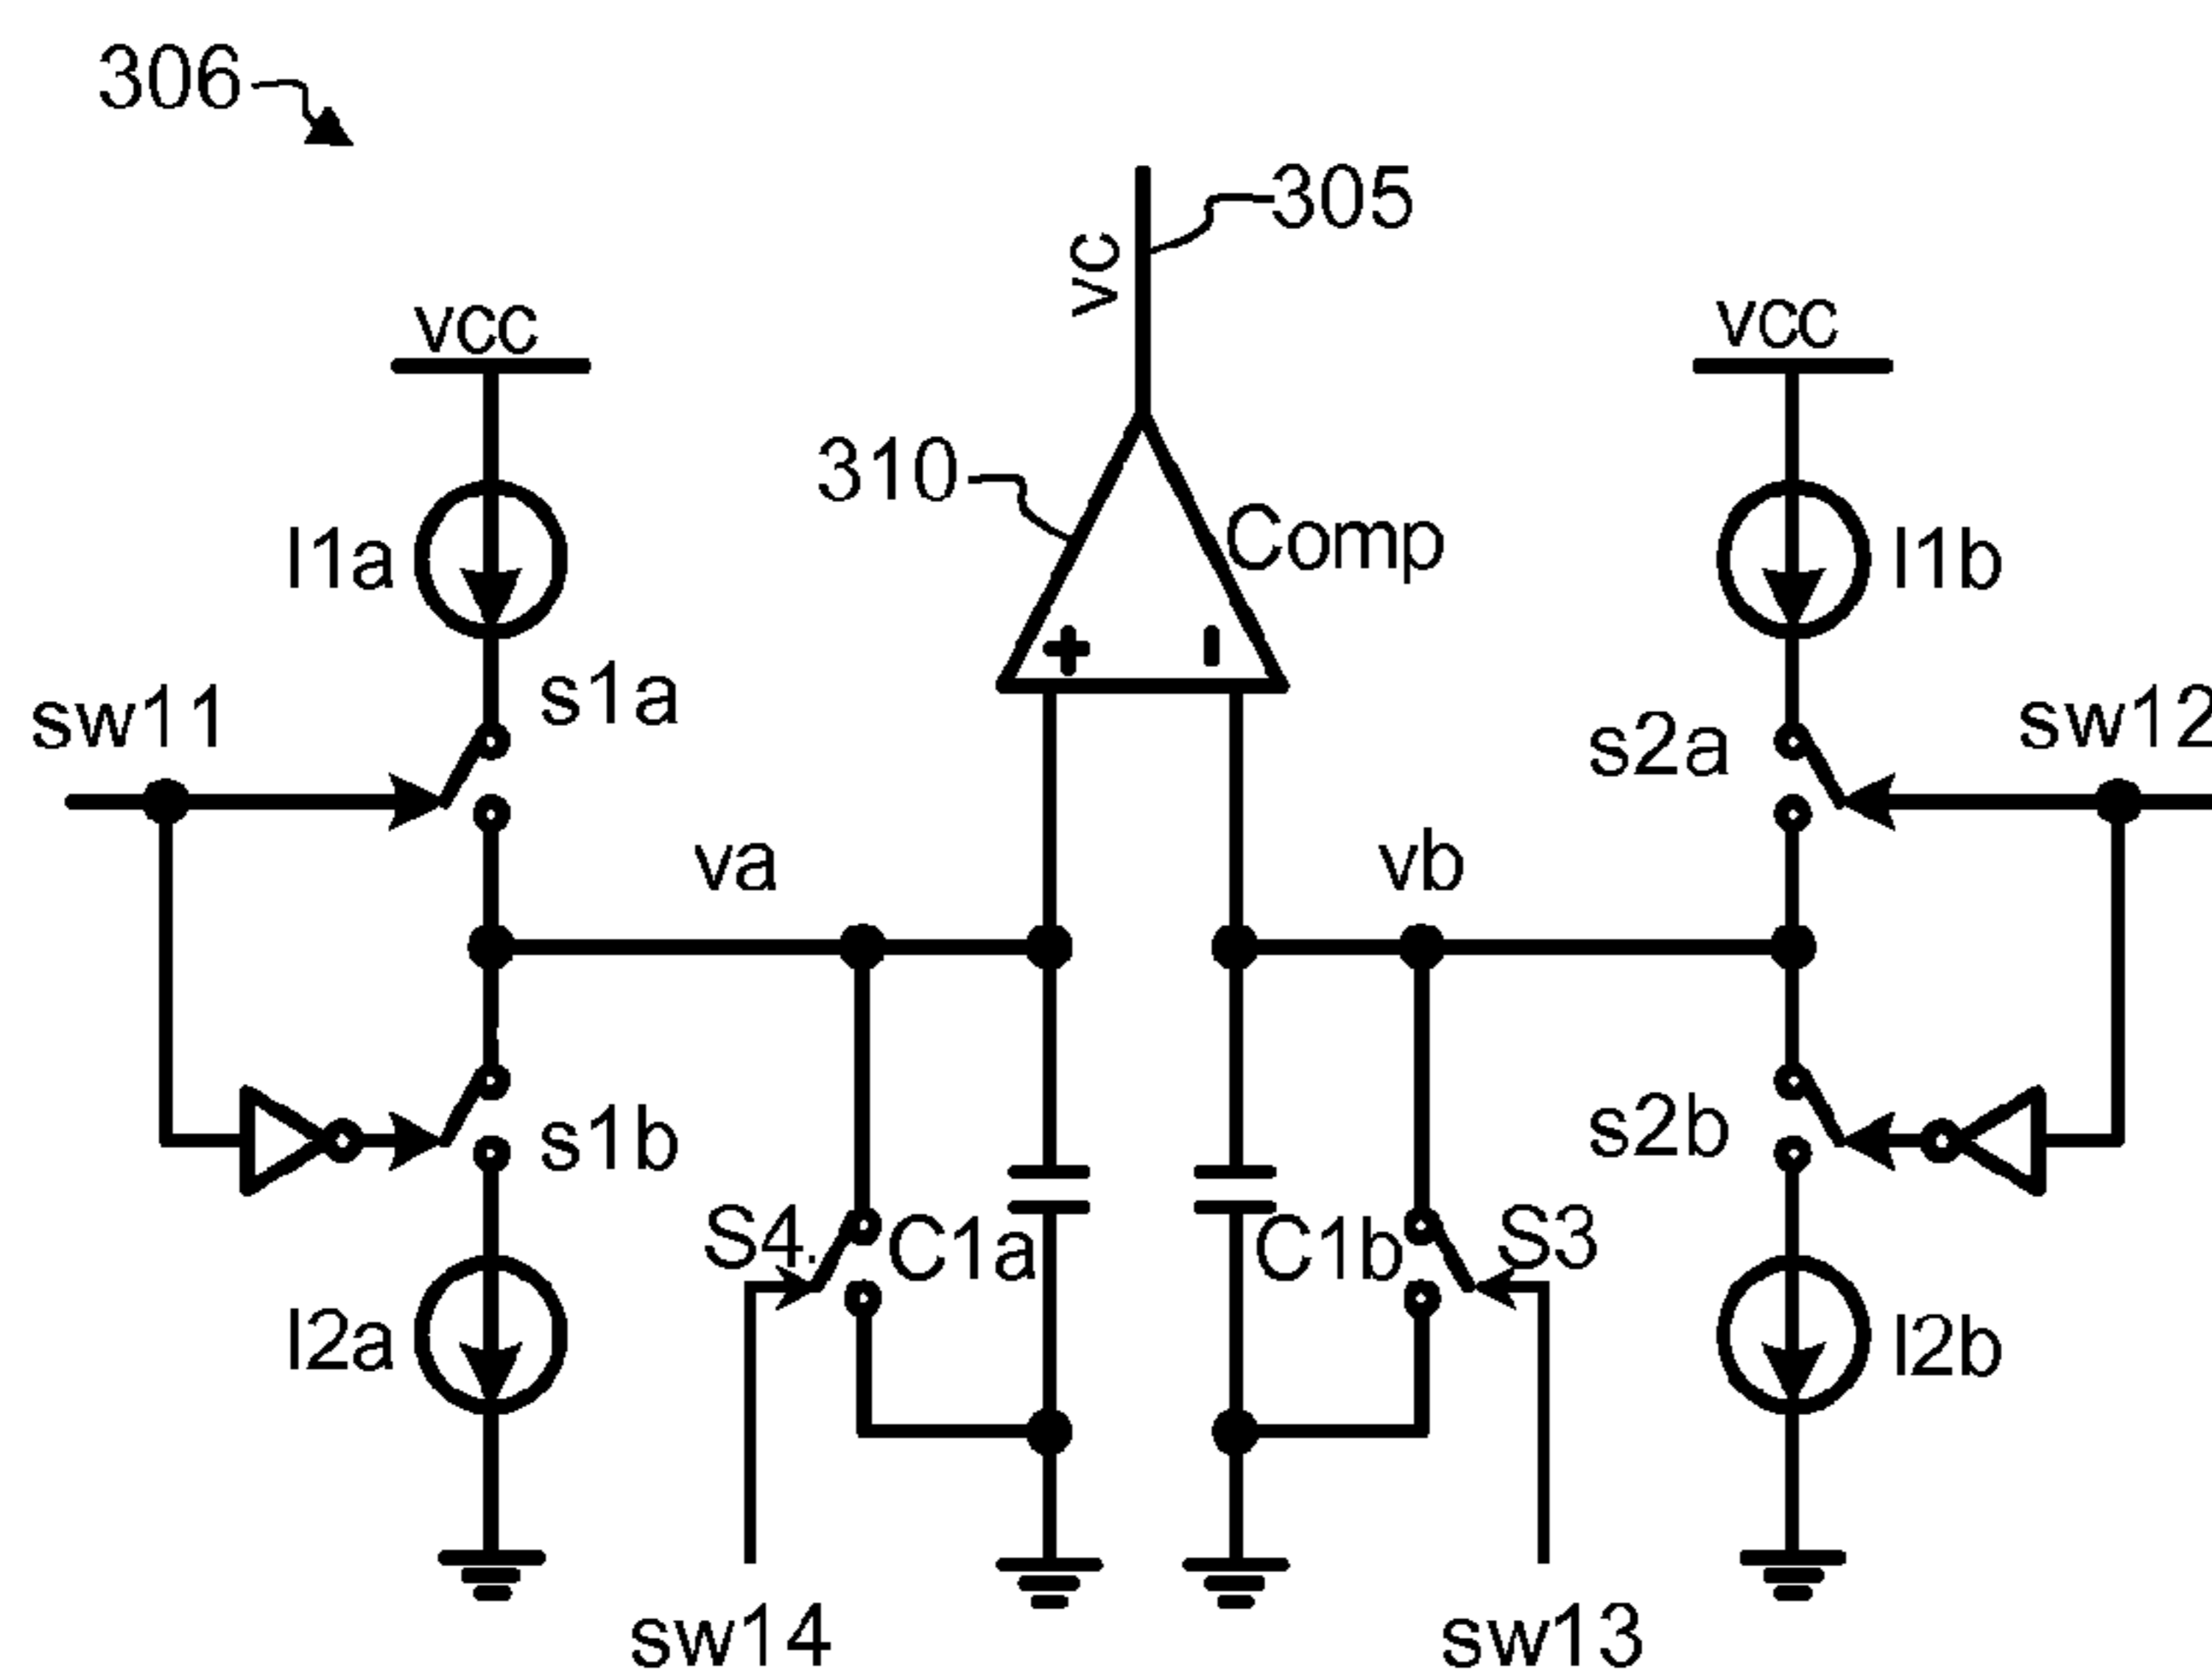 306
305
vc
vcc
vcc
310
Comp
I1a
I1b
+
-
s1a
sw11
s2a
sw12
va
vb
s1b
s2b
S4.
C1a
C1b
S3
I2a
I2b
sw14
sw13